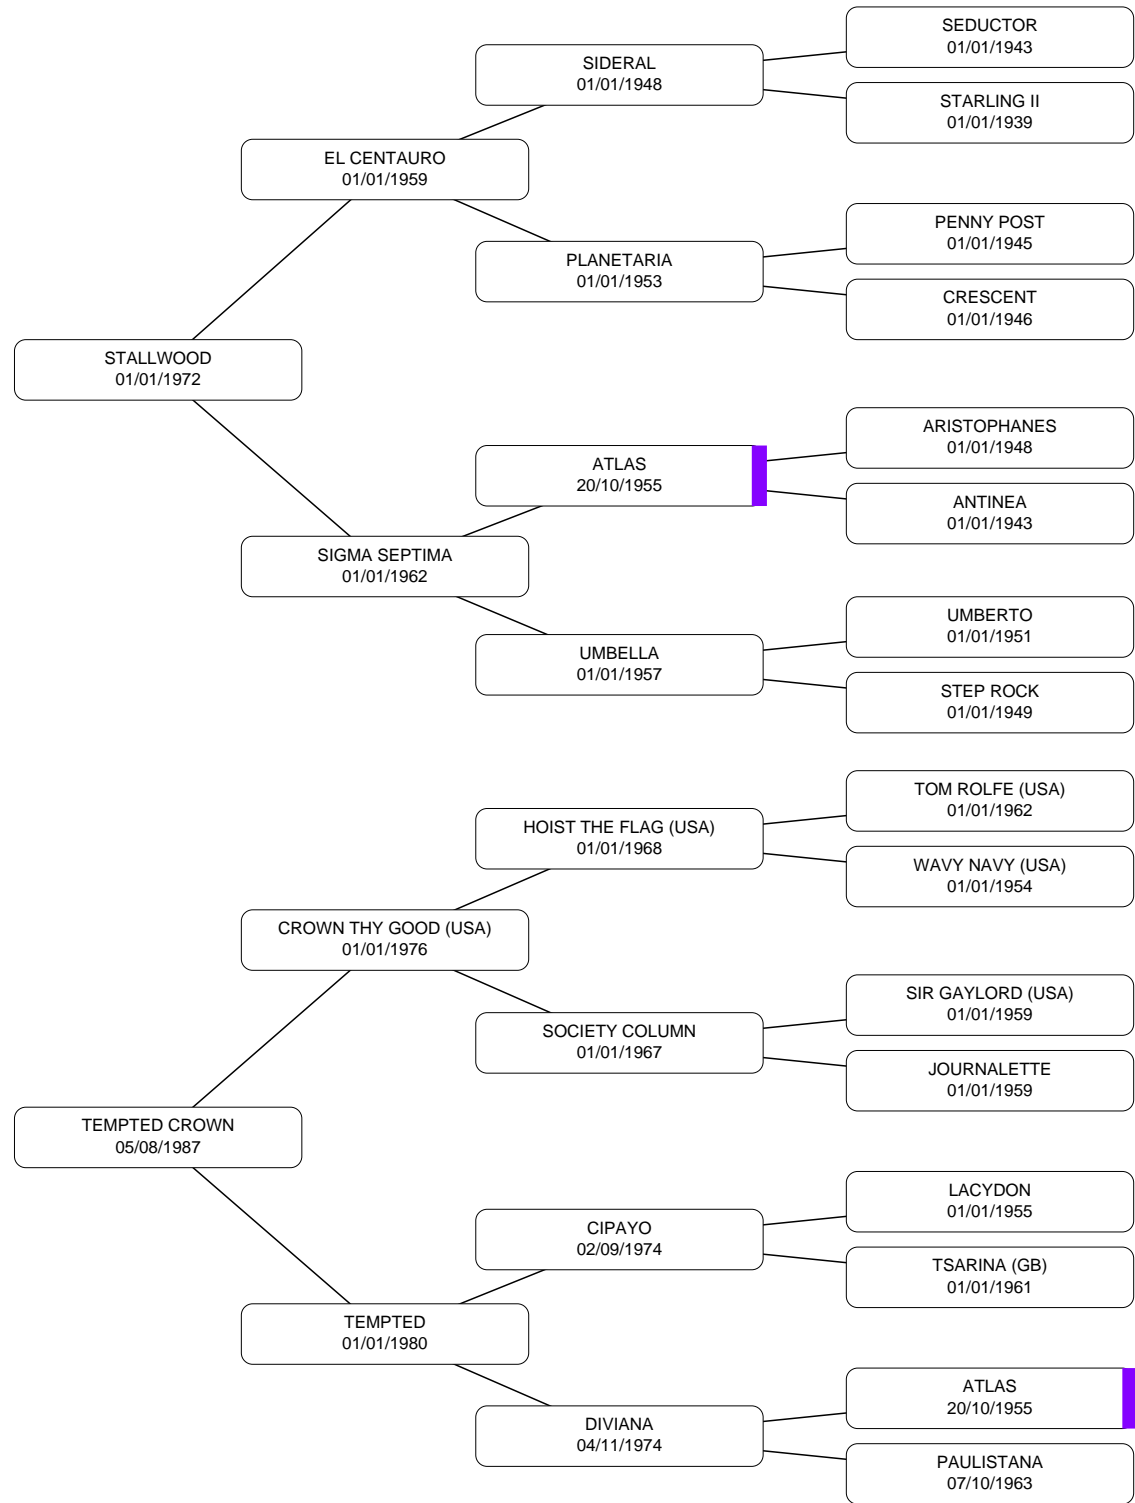 SEDUCTOR
01/01/1943
SIDERAL
01/01/1948
STARLING II
01/01/1939
EL CENTAURO
01/01/1959
PENNY POST
01/01/1945
PLANETARIA
01/01/1953
CRESCENT
01/01/1946
STALLWOOD
01/01/1972
ARISTOPHANES
01/01/1948
ATLAS
20/10/1955
ANTINEA
01/01/1943
SIGMA SEPTIMA
01/01/1962
UMBERTO
01/01/1951
UMBELLA
01/01/1957
STEP ROCK
01/01/1949
TOM ROLFE (USA)
01/01/1962
HOIST THE FLAG (USA)
01/01/1968
WAVY NAVY (USA)
01/01/1954
CROWN THY GOOD (USA)
01/01/1976
SIR GAYLORD (USA)
01/01/1959
SOCIETY COLUMN
01/01/1967
JOURNALETTE
01/01/1959
TEMPTED CROWN
05/08/1987
LACYDON
01/01/1955
CIPAYO
02/09/1974
TSARINA (GB)
01/01/1961
TEMPTED
01/01/1980
ATLAS
20/10/1955
DIVIANA
04/11/1974
PAULISTANA
07/10/1963